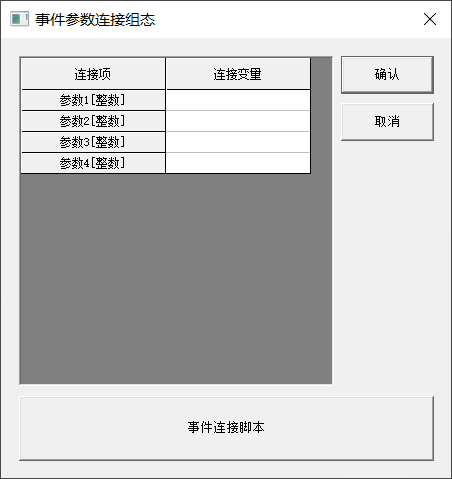 事件参数连接组态
连接项 连接变量
参数1[整数]
参数2[整数]
参数3[整数]
参数4[整数]
确认
取消
事件连接脚本